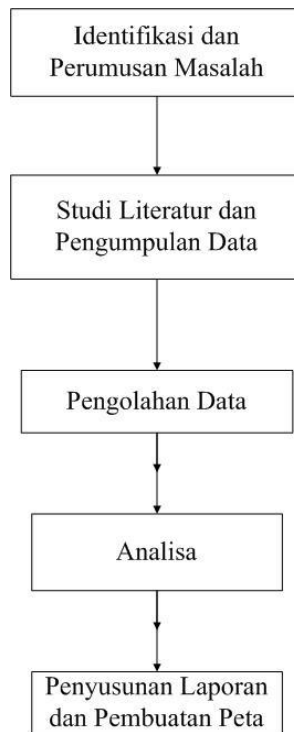 Identifikasi dan
Perumusan Masalah
Studi Literatur dan
Pengumpulan Data
Pengolahan Data
Analisa
Penyusunan Laporan
dan Pembuatan Peta